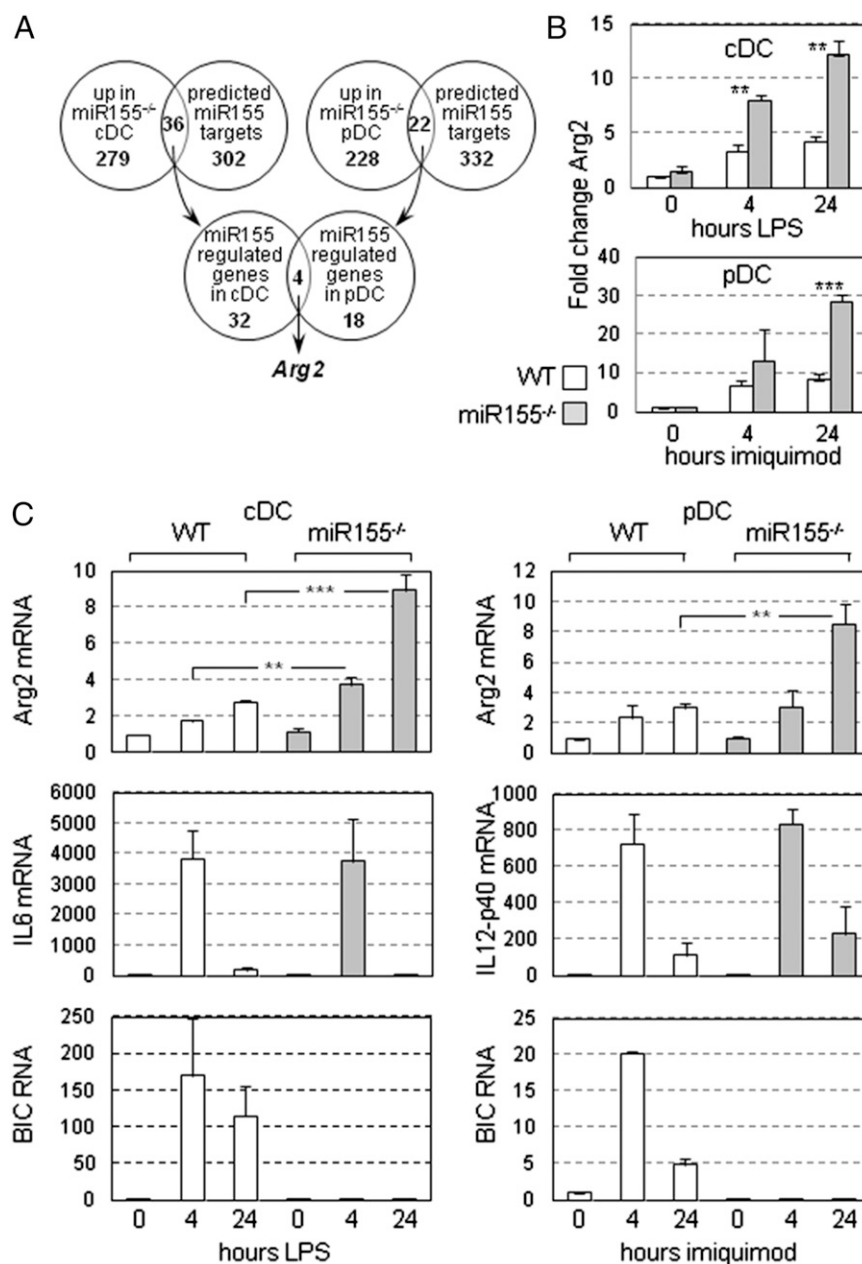 A
up in
miR155-/-
cDC
279
36
predicted
miR155
targets
302
up in
miR155-/-
pDC
228
22
predicted
miR155
targets
332
miR155
regulated
genes
in cDC
32
4
miR155
regulated
genes
in pDC
18
Arg2
B
Fold change Arg2
15
10
5
0
cDC
**
**
0 4 24
hours LPS
40
30
20
10
0
pDC
***
0 4 24
hours imiquimod
WT
miR155-/-
C
cDC
WT miR155-/-
Arg2 mRNA
10
8
6
4
2
0
***
**
IL6 mRNA
6000
5000
4000
3000
2000
1000
0
BIC RNA
250
200
150
100
50
0
0 4 24 0 4 24
hours LPS
pDC
WT miR155-/-
Arg2 mRNA
12
10
8
6
4
2
0
**
IL12-p40 mRNA
1000
800
600
400
200
0
BIC RNA
25
20
15
10
5
0
0 4 24 0 4 24
hours imiquimod